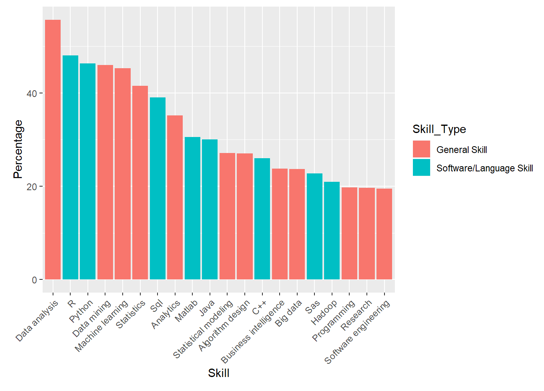 Percentage
40
20
0
Data analysis
R
Python
Data mining
Machine learning
Statistics
Sql
Analytics
Matlab
Java
Statistical modeling
Algorithm design
C++
Business intelligence
Big data
Sas
Hadoop
Programming
Research
Software engineering
Skill
Skill_Type
General Skill
Software/Language Skill